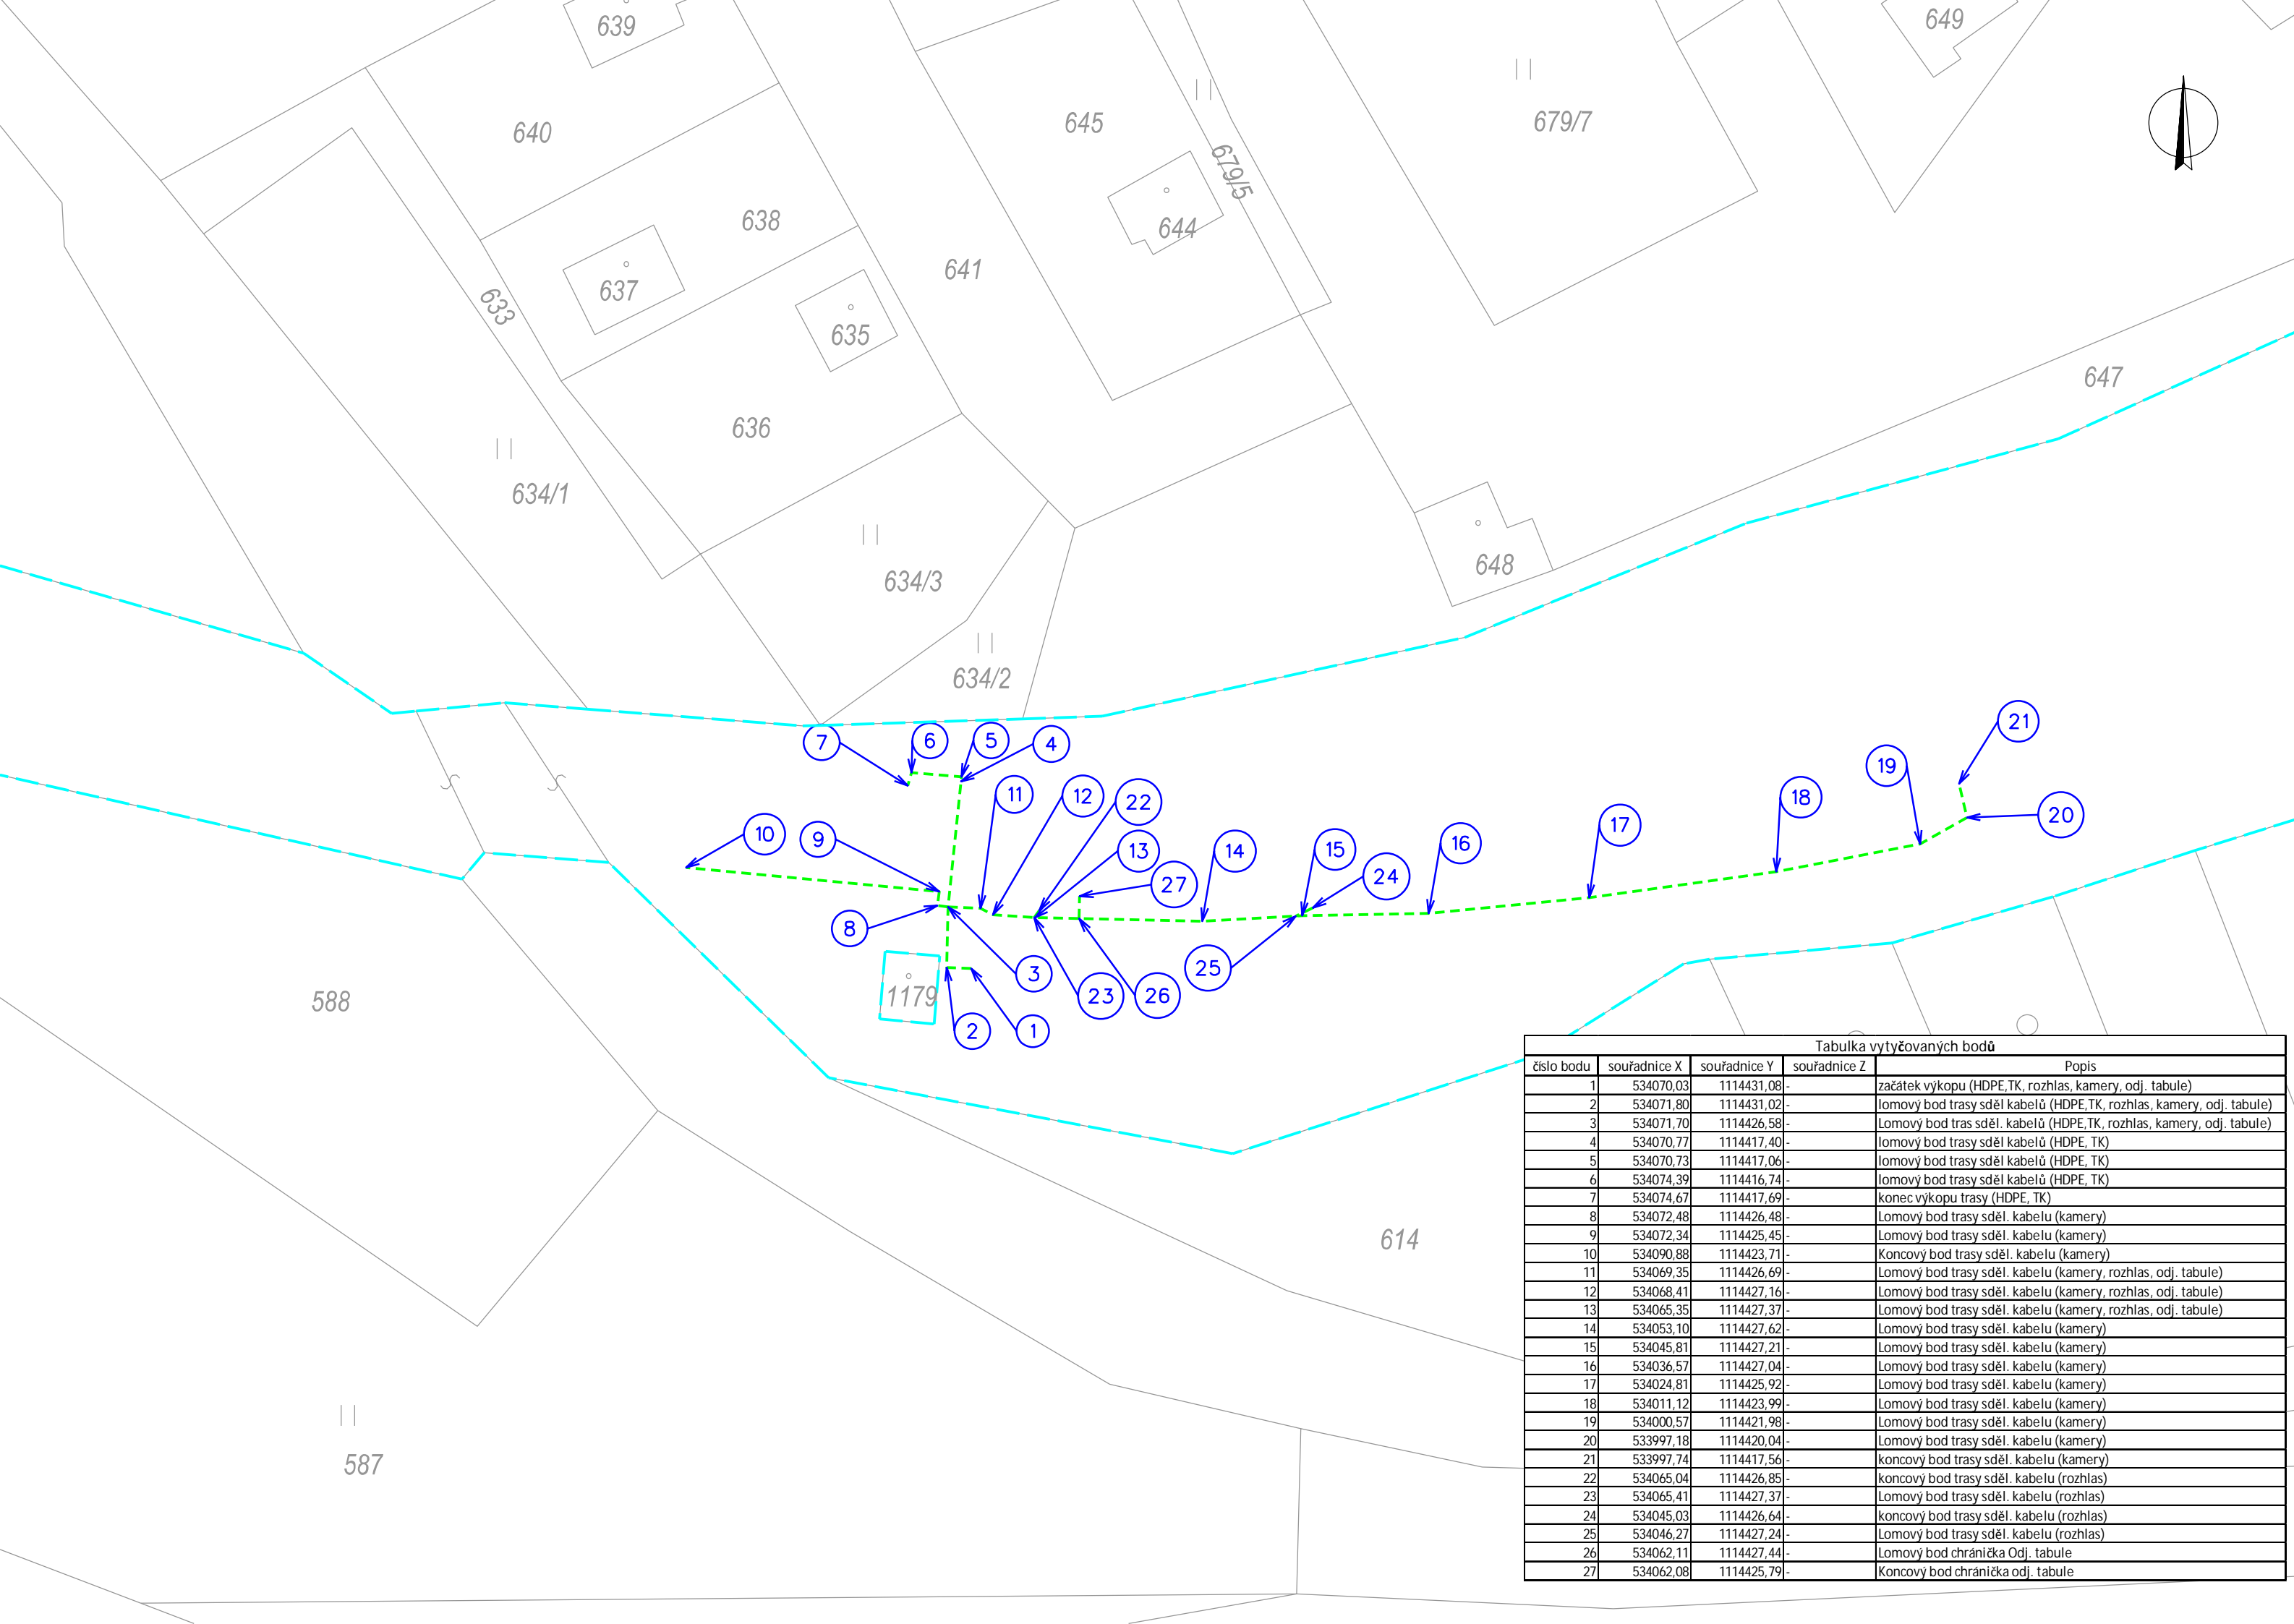 639
649
640
645
679/7
679/5
638
644
641
637
633
635
647
636
634/1
648
634/3
634/2
21
7
6
5
4
19
18
20
11
12
22
10
9
13
14
15
16
17
27
24
8
3
25
23
26
1179
588
2
1
614
587
Tabulka vytyčovaných bodů
číslo bodu souřadnice X souřadnice Y souřadnice Z Popis
1 534070,03 1114431,08 - začátek výkopu (HDPE,TK, rozhlas, kamery, odj. tabule)
2 534071,80 1114431,02 - lomový bod trasy sděl kabelů (HDPE,TK, rozhlas, kamery, odj. tabule)
3 534071,70 1114426,58 - Lomový bod tras sděl. kabelů (HDPE,TK, rozhlas, kamery, odj. tabule)
4 534070,77 1114417,40 - lomový bod trasy sděl kabelů (HDPE, TK)
5 534070,73 1114417,06 - lomový bod trasy sděl kabelů (HDPE, TK)
6 534074,39 1114416,74 - lomový bod trasy sděl kabelů (HDPE, TK)
7 534074,67 1114417,69 - konec výkopu trasy (HDPE, TK)
8 534072,48 1114426,48 - Lomový bod trasy sděl. kabelu (kamery)
9 534072,34 1114425,45 - Lomový bod trasy sděl. kabelu (kamery)
10 534090,88 1114423,71 - Koncový bod trasy sděl. kabelu (kamery)
11 534069,35 1114426,69 - Lomový bod trasy sděl. kabelu (kamery, rozhlas, odj. tabule)
12 534068,41 1114427,16 - Lomový bod trasy sděl. kabelu (kamery, rozhlas, odj. tabule)
13 534065,35 1114427,37 - Lomový bod trasy sděl. kabelu (kamery, rozhlas, odj. tabule)
14 534053,10 1114427,62 - Lomový bod trasy sděl. kabelu (kamery)
15 534045,81 1114427,21 - Lomový bod trasy sděl. kabelu (kamery)
16 534036,57 1114427,04 - Lomový bod trasy sděl. kabelu (kamery)
17 534024,81 1114425,92 - Lomový bod trasy sděl. kabelu (kamery)
18 534011,12 1114423,99 - Lomový bod trasy sděl. kabelu (kamery)
19 534000,57 1114421,98 - Lomový bod trasy sděl. kabelu (kamery)
20 533997,18 1114420,04 - Lomový bod trasy sděl. kabelu (kamery)
21 533997,74 1114417,56 - koncový bod trasy sděl. kabelu (kamery)
22 534065,04 1114426,85 - koncový bod trasy sděl. kabelu (rozhlas)
23 534065,41 1114427,37 - Lomový bod trasy sděl. kabelu (rozhlas)
24 534045,03 1114426,64 - koncový bod trasy sděl. kabelu (rozhlas)
25 534046,27 1114427,24 - Lomový bod trasy sděl. kabelu (rozhlas)
26 534062,11 1114427,44 - Lomový bod chránička Odj. tabule
27 534062,08 1114425,79 - Koncový bod chránička odj. tabule